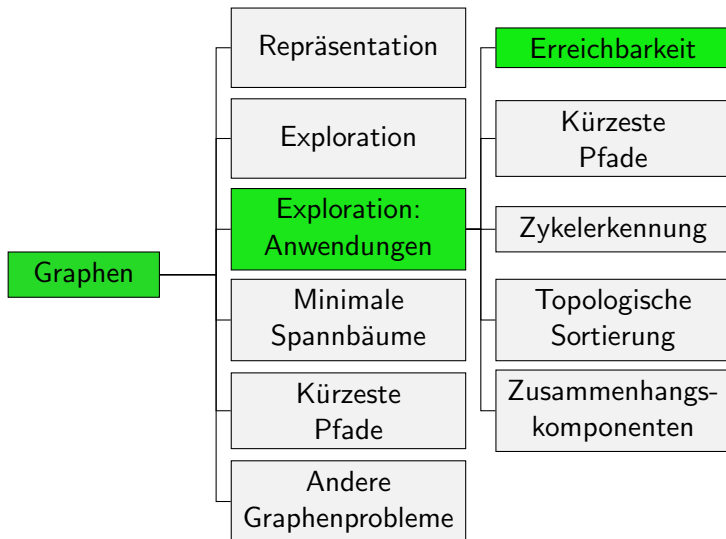 Graphen
Repräsentation
Exploration
Exploration:
Anwendungen
Minimale
Spannbäume
Kürzeste
Pfade
Andere
Graphenprobleme
Erreichbarkeit
Kürzeste
Pfade
Zykelerkennung
Topologische
Sortierung
Zusammenhangs-
komponenten